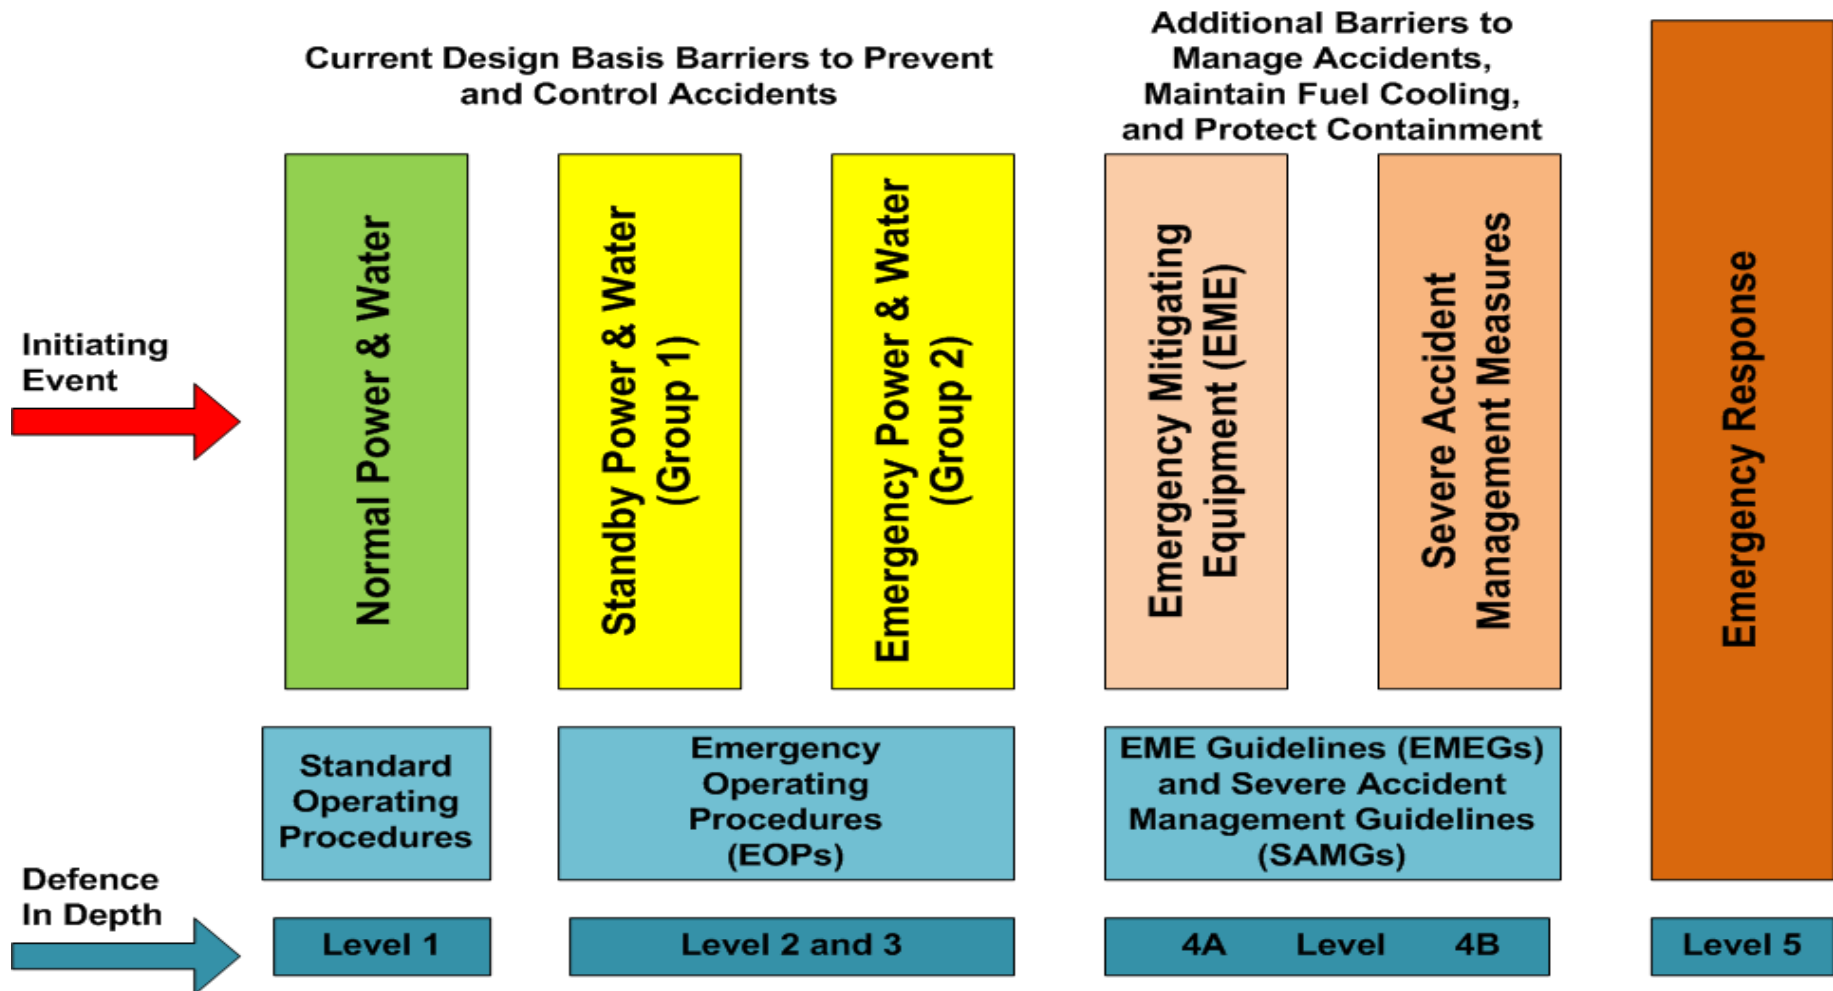 Current Design Basis Barriers to Prevent
and Control Accidents
Additional Barriers to
Manage Accidents,
Maintain Fuel Cooling,
and Protect Containment
Initiating
Event
Normal Power & Water
Standby Power & Water
(Group 1)
Emergency Power & Water
(Group 2)
Emergency Mitigating
Equipment (EME)
Severe Accident
Management Measures
Emergency Response
Standard
Operating
Procedures
Emergency
Operating
Procedures
(EOPs)
EME Guidelines (EMEGs)
and Severe Accident
Management Guidelines
(SAMGs)
Defence
In Depth
Level 1
Level 2 and 3
4A Level 4B
Level 5